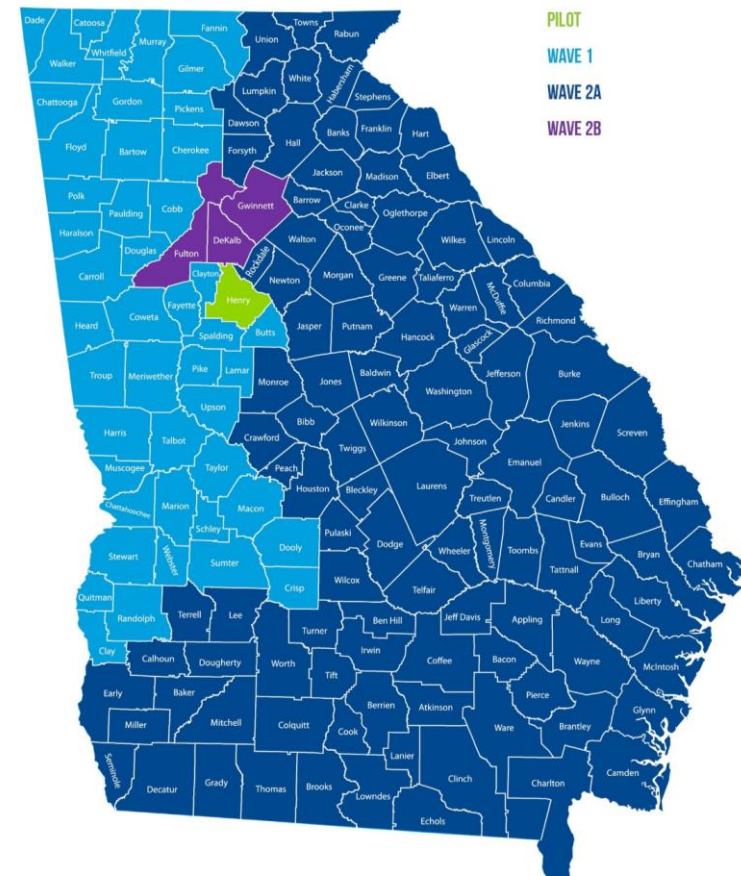 PILOT
WAVE 1
WAVE 2A
WAVE 2B
Dade
Catoosa
Whitfield
Walker
Murray
Fannin
Gilmer
Union
Towns
Rabun
White
Lumpkin
Habersham
Stephens
Chattooga
Gordon
Pickens
Dawson
Hall
Banks
Franklin
Hart
Floyd
Bartow
Cherokee
Forsyth
Jackson
Madison
Elbert
Polk
Paulding
Cobb
Gwinnett
Barrow
Clarke
Oconee
Oglethorpe
Wilkes
Lincoln
Haralson
Douglas
Fulton
DeKalb
Rockdale
Walton
Newton
Morgan
Greene
Taliaferro
McDuffie
Columbia
Carroll
Clayton
Henry
Warren
Richmond
Heard
Coweta
Fayette
Spalding
Butts
Jasper
Putnam
Hancock
Glascock
Troup
Meriwether
Pike
Lamar
Monroe
Jones
Baldwin
Washington
Jefferson
Burke
Upson
Harris
Talbot
Crawford
Bibb
Twiggs
Wilkinson
Johnson
Jenkins
Screven
Muscogee
Taylor
Peach
Houston
Bleckley
Laurens
Emanuel
Treutlen
Candler
Bulloch
Effingham
Chattahoochee
Marion
Schley
Macon
Dooly
Pulaski
Dodge
Wheeler
Montgomery
Toombs
Evans
Tattnall
Bryan
Chatham
Stewart
Webster
Sumter
Crisp
Wilcox
Telfair
Liberty
Long
Quitman
Randolph
Terrell
Lee
Turner
Ben Hill
Jeff Davis
Appling
Clay
Calhoun
Dougherty
Worth
Irwin
Tift
Coffee
Bacon
Wayne
McIntosh
Early
Baker
Mitchell
Miller
Colquitt
Berrien
Cook
Atkinson
Pierce
Ware
Brantley
Glynn
Lanier
Clinch
Charlton
Camden
Seminole
Decatur
Grady
Thomas
Brooks
Lowndes
Echols